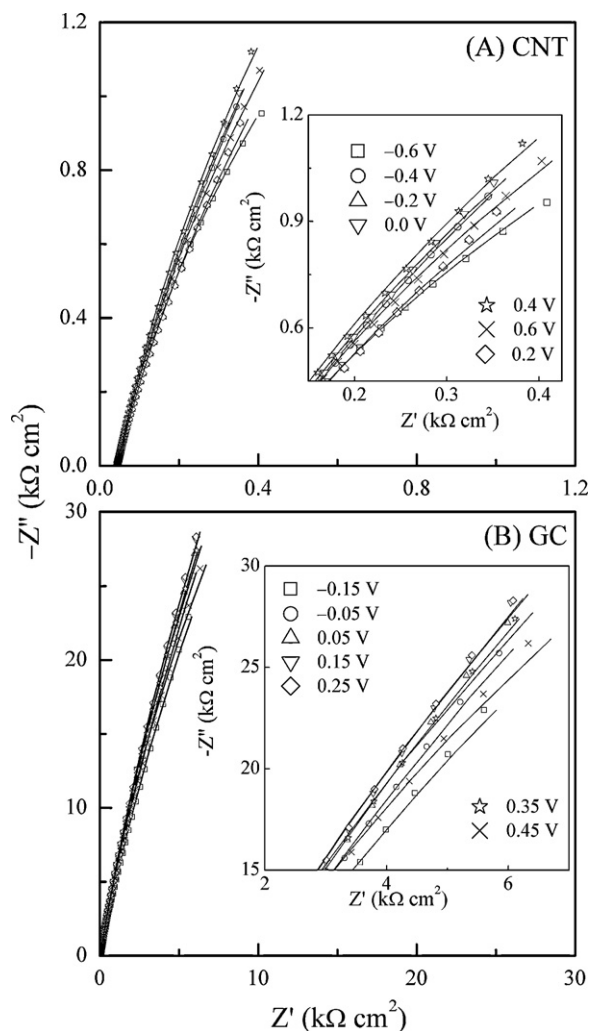 (A) CNT
1.2
0.8
0.4
0.0
0.0 0.4 0.8 1.2
1.2
0.9
0.6
0.2 0.3 0.4
-Z'' (kΩ cm²)
Z' (kΩ cm²)
–0.6 V
–0.4 V
–0.2 V
0.0 V
0.4 V
0.6 V
0.2 V
–Z'' (kΩ cm²)
(B) GC
30
20
10
0
0 10 20 30
Z' (kΩ cm²)
30
25
20
15
2 4 6
-Z'' (kΩ cm²)
Z' (kΩ cm²)
–0.15 V
–0.05 V
0.05 V
0.15 V
0.25 V
0.35 V
0.45 V